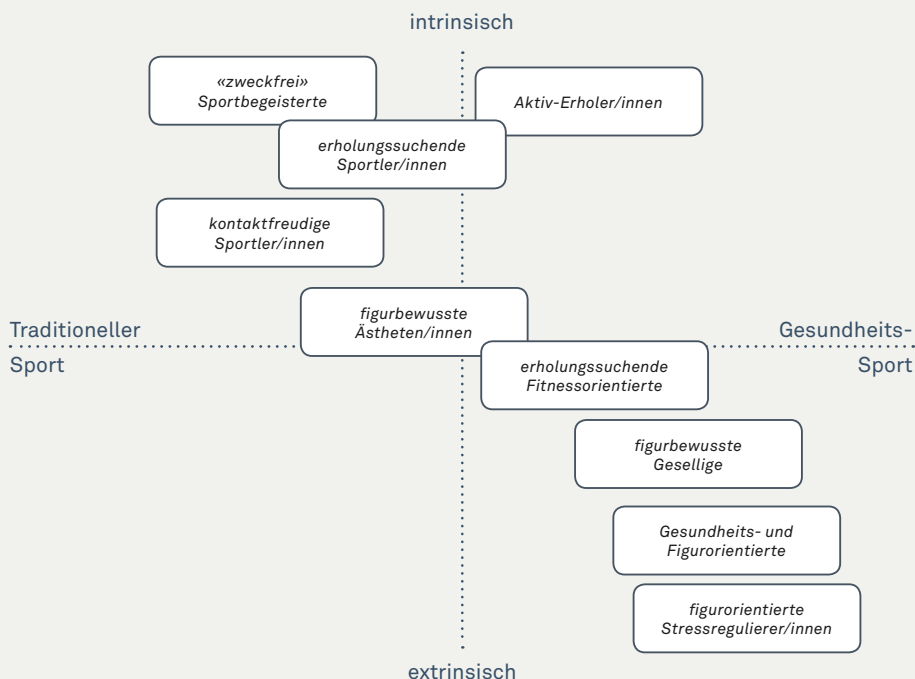 intrinsisch
«zweckfrei»
Sportbegeisterte
Aktiv-Erholer/innen
erholungssuchende
Sportler/innen
kontaktfreudige
Sportler/innen
figurbewusste
Ästheten/innen
Traditioneller
Sport
Gesundheits-
Sport
erholungssuchende
Fitnessorientierte
figurbewusste
Gesellige
Gesundheits- und
Figurorientierte
figurorientierte
Stressregulierer/innen
extrinsisch